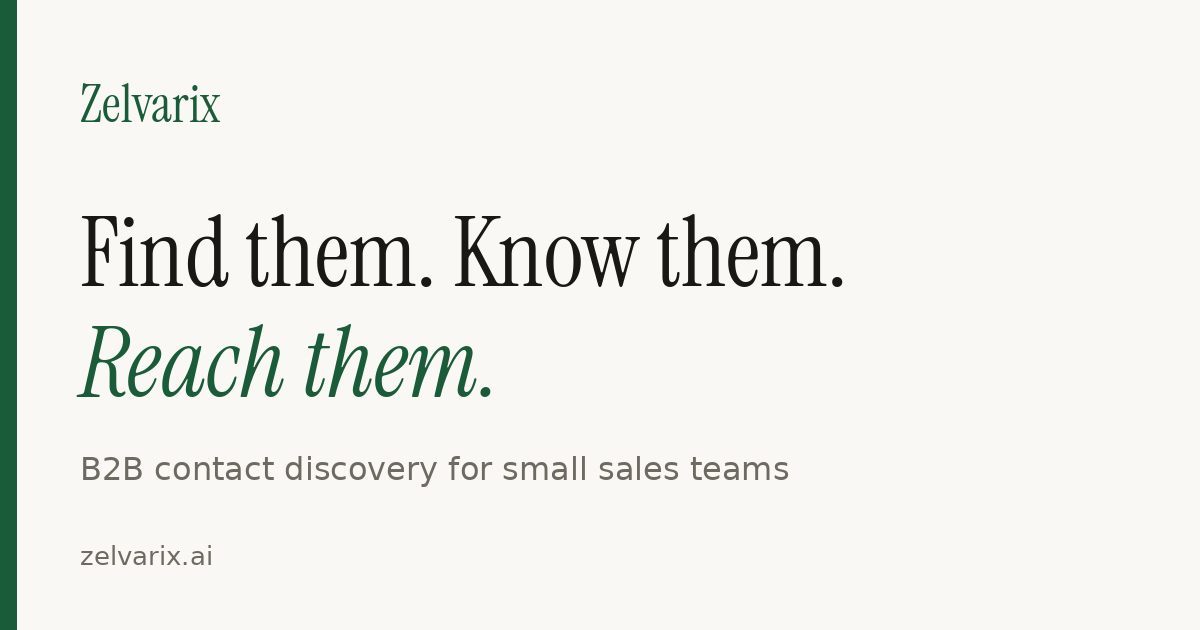 Zelvarix
Find them. Know them.
Reach them.
B2B contact discovery for small sales teams
zelvarix.ai